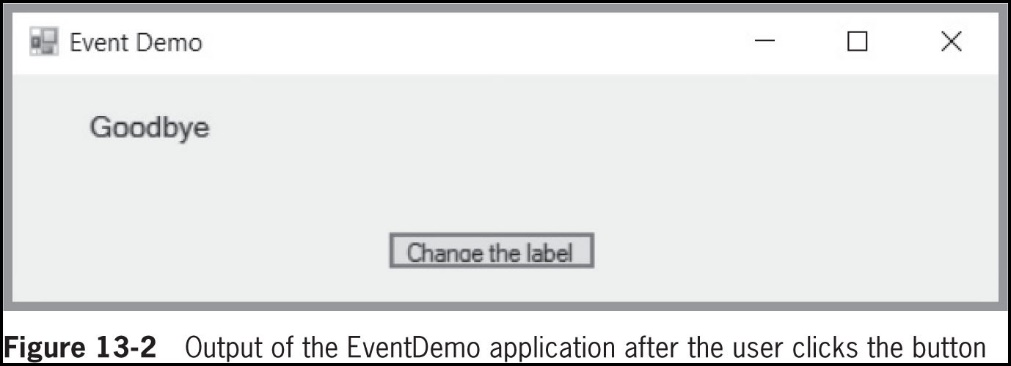 Event Demo
Goodbye
Change the label
Figure 13-2 Output of the EventDemo application after the user clicks the button